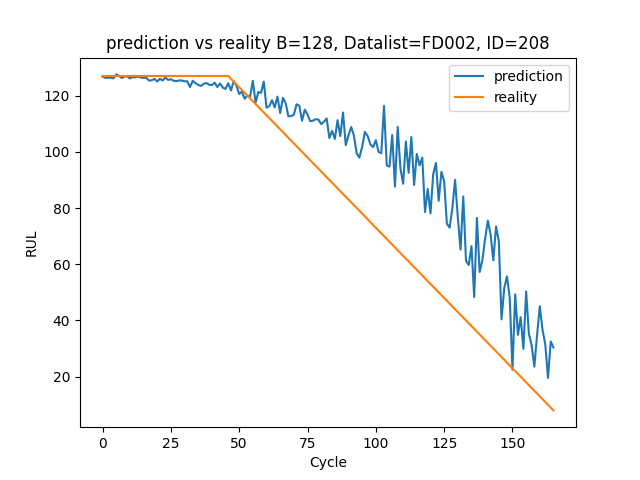 prediction vs reality B=128, Datalist=FD002, ID=208
prediction
reality
RUL
120
100
80
60
40
20
0 25 50 75 100 125 150
Cycle